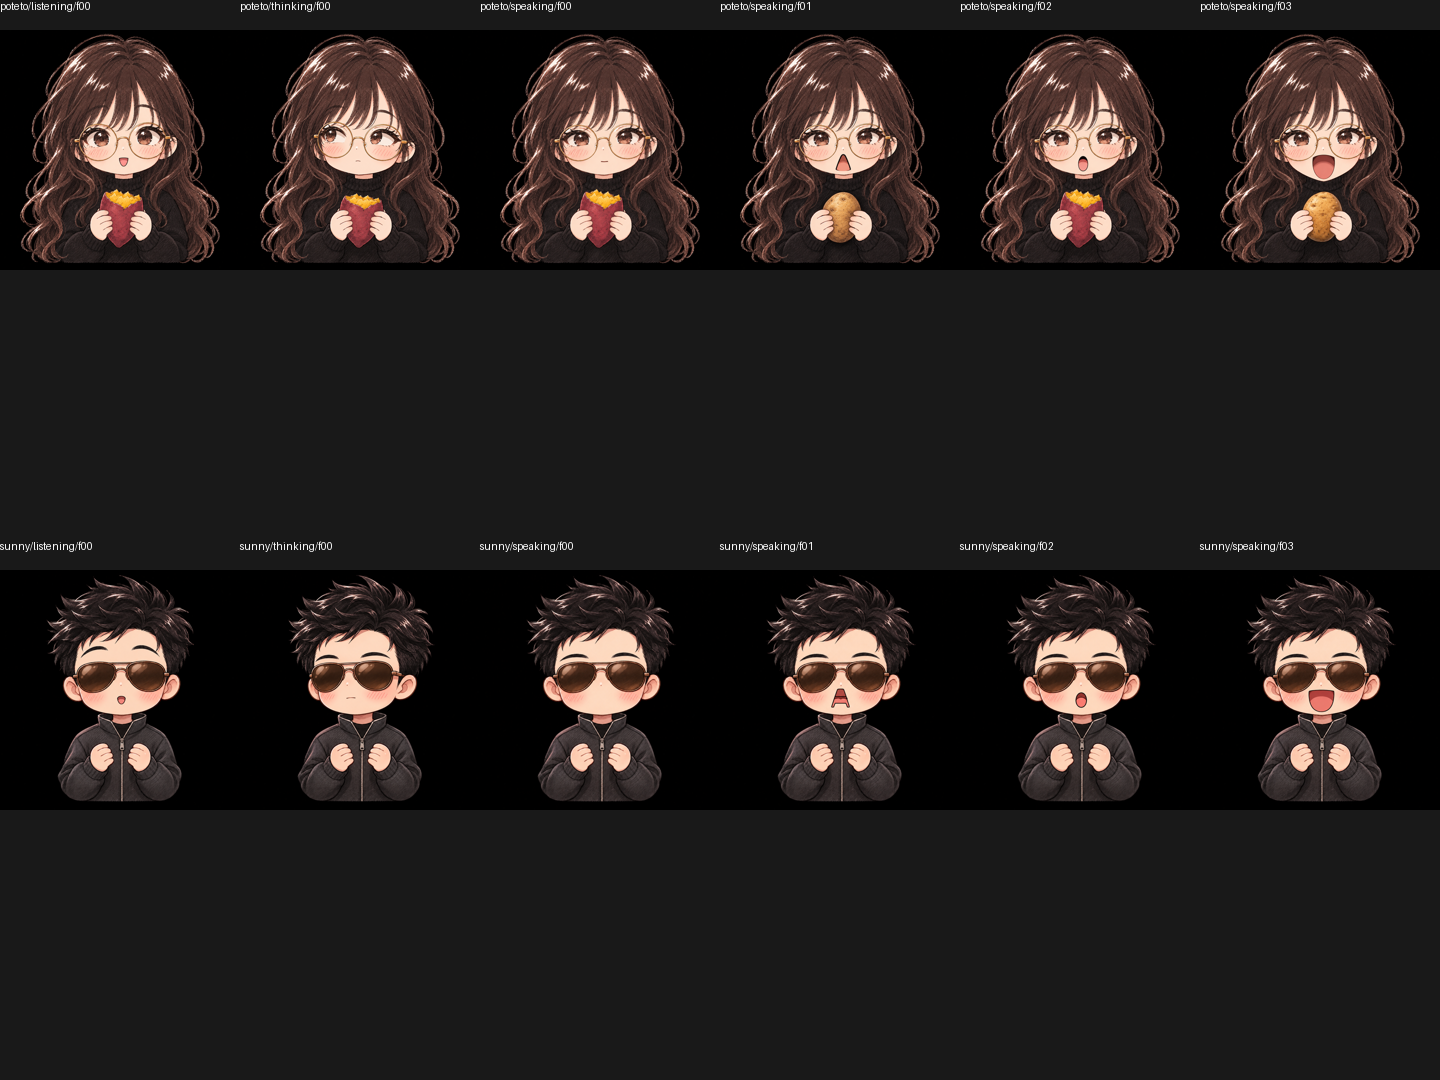 poteto/listening/f00
poteto/thinking/f00
poteto/speaking/f00
poteto/speaking/f01
poteto/speaking/f02
poteto/speaking/f03
sunny/listening/f00
sunny/thinking/f00
sunny/speaking/f00
sunny/speaking/f01
sunny/speaking/f02
sunny/speaking/f03